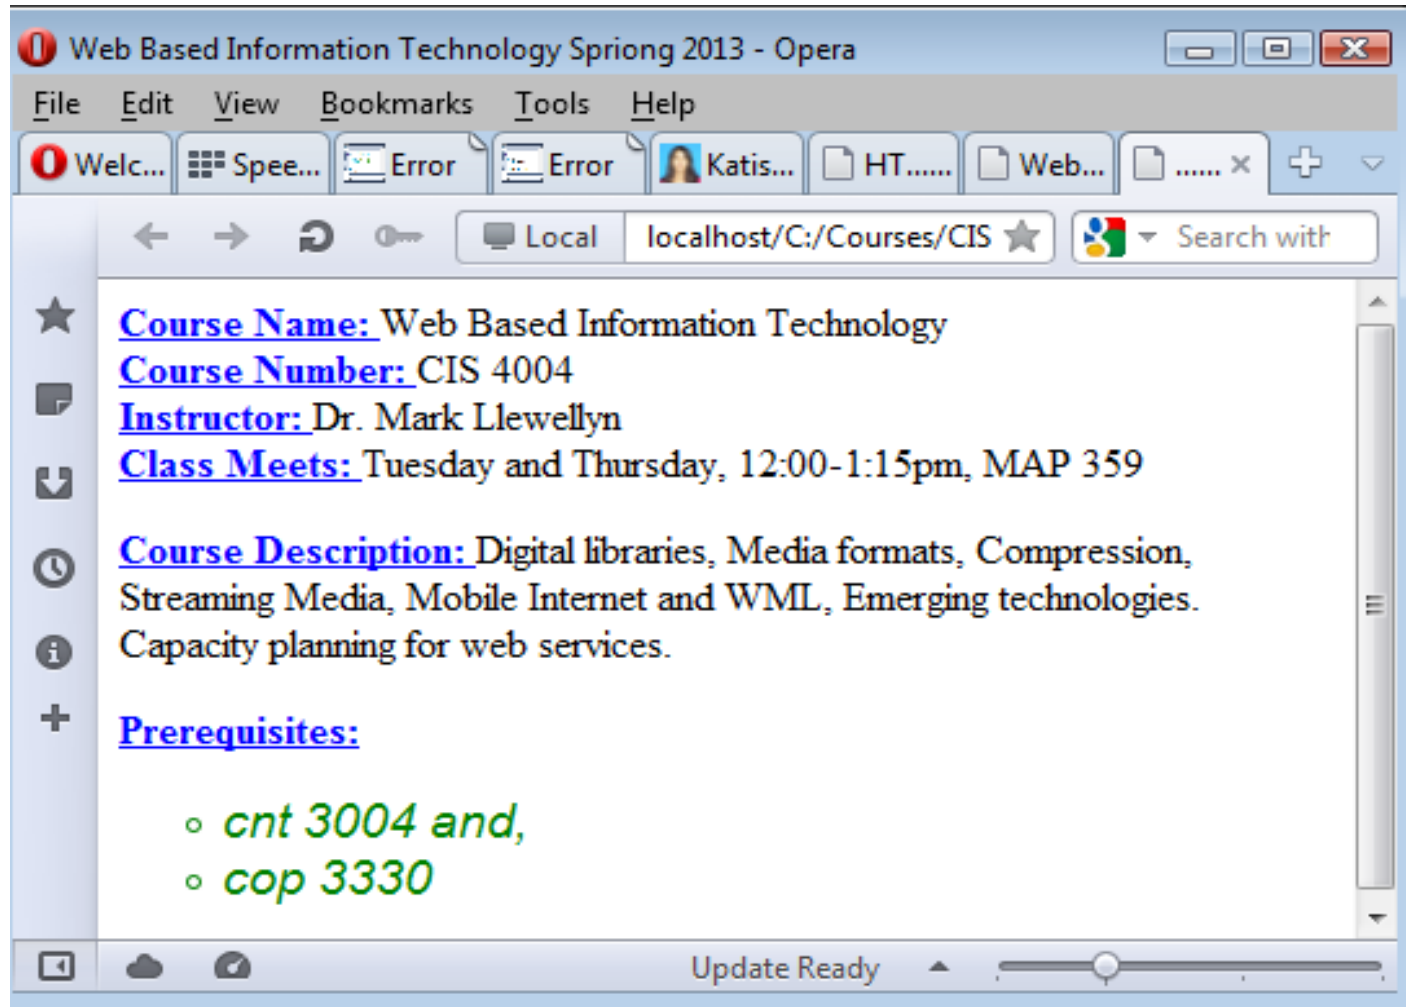 Web Based Information Technology Spriong 2013 - Opera
File Edit View Bookmarks Tools Help
Welc... Spee... Error Error Katis... HT...... Web... ......
Local localhost/C:/Courses/CIS Search with
Course Name: Web Based Information Technology
Course Number: CIS 4004
Instructor: Dr. Mark Llewellyn
Class Meets: Tuesday and Thursday, 12:00-1:15pm, MAP 359
Course Description: Digital libraries, Media formats, Compression,
Streaming Media, Mobile Internet and WML, Emerging technologies.
Capacity planning for web services.
Prerequisites:
cnt 3004 and,
cop 3330
Update Ready